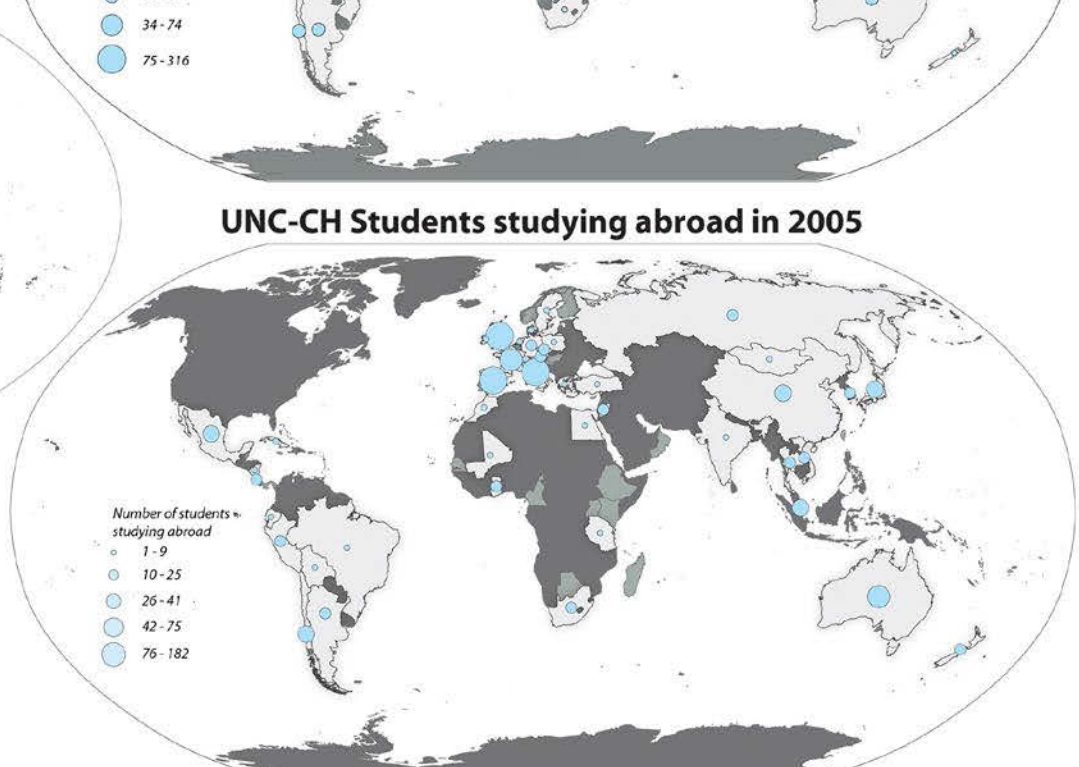 34 - 74
75 - 316
UNC-CH Students studying abroad in 2005
Number of students
studying abroad
1 - 9
10 - 25
26 - 41
42 - 75
76 - 182